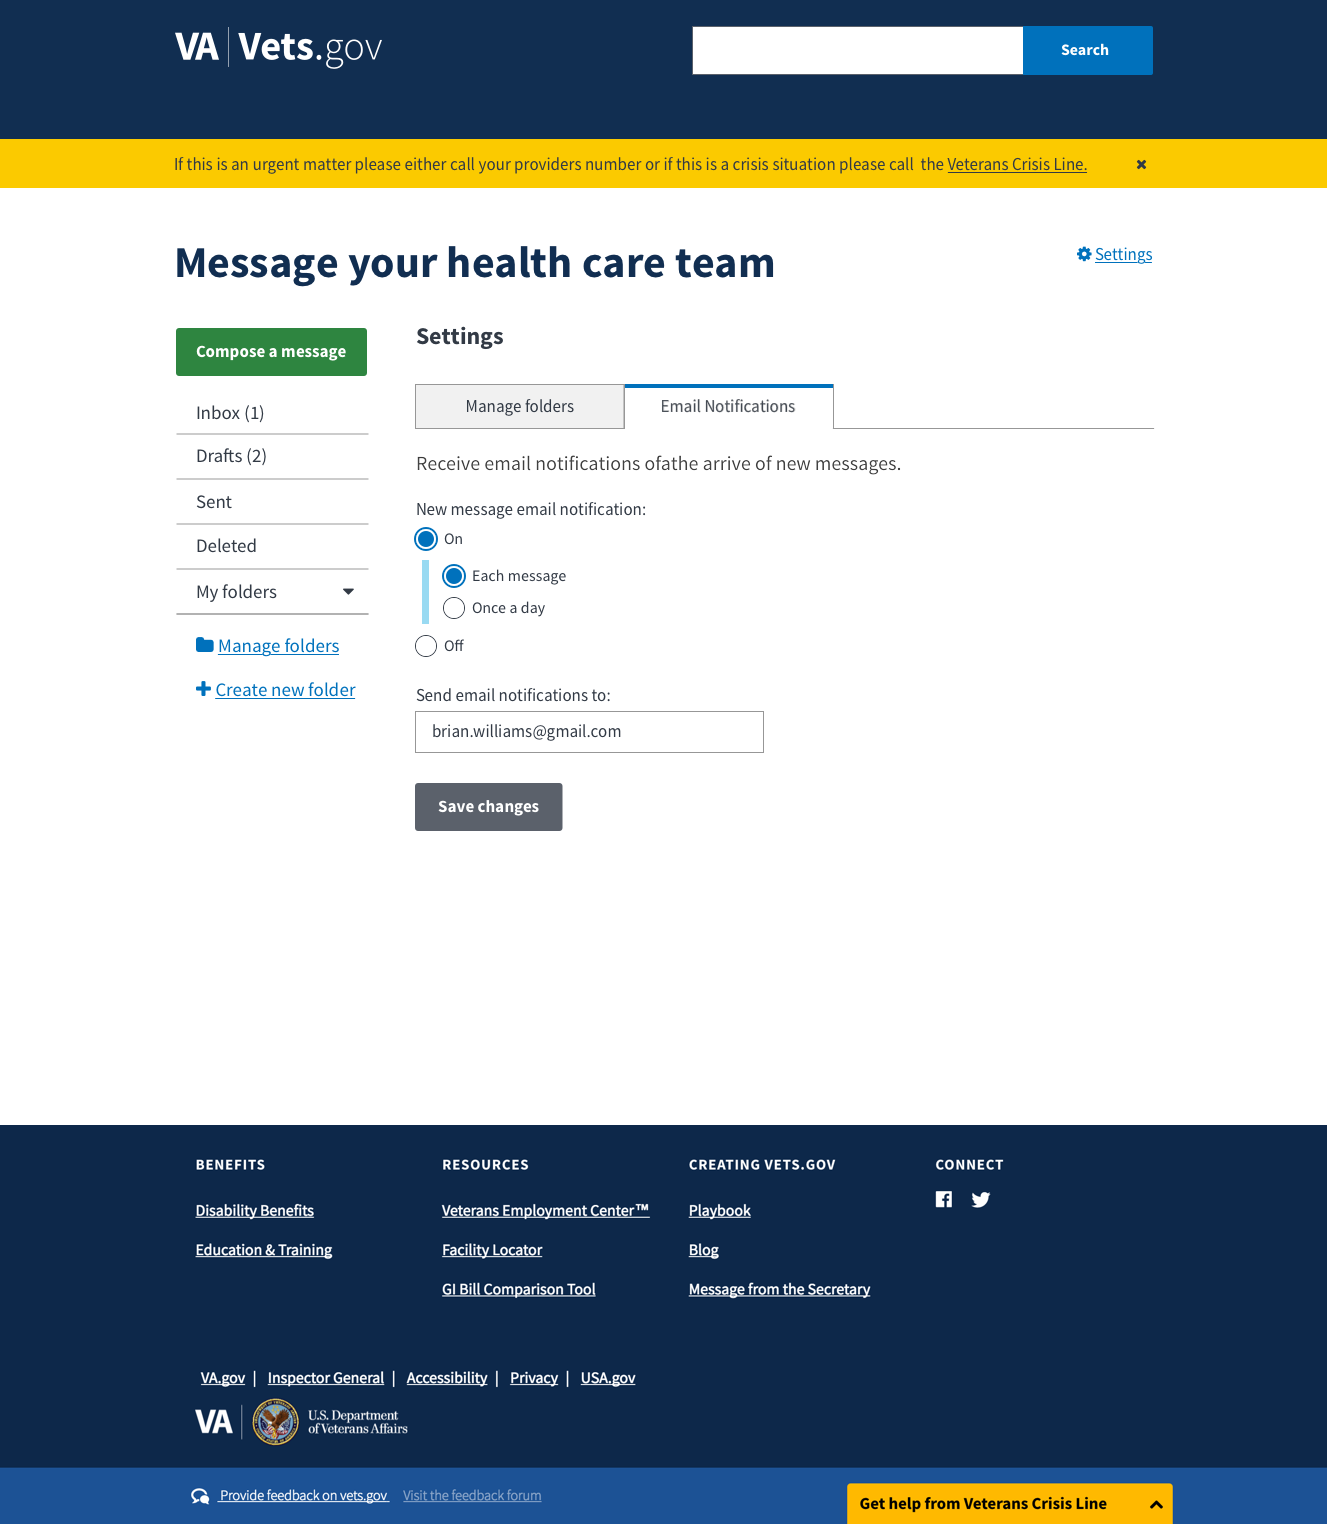 VA | Vets.gov
Search
If this is an urgent matter please either call your providers number or if this is a crisis situation please call  the Veterans Crisis Line.
Message your health care team
Settings
Compose a message
Inbox (1)
Drafts (2)
Sent
Deleted
My folders
Manage folders
Create new folder
Settings
Manage folders
Email Notifications
Receive email notifications ofathe arrive of new messages.
New message email notification:
On
Each message
Once a day
Off
Send email notifications to:
brian.williams@gmail.com
Save changes
BENEFITS
Disability Benefits
Education & Training
RESOURCES
Veterans Employment Center™
Facility Locator
GI Bill Comparison Tool
CREATING VETS.GOV
Playbook
Blog
Message from the Secretary
CONNECT
VA.gov | Inspector General | Accessibility | Privacy | USA.gov
VA
U.S. Department
of Veterans Affairs
Provide feedback on vets.gov
Visit the feedback forum
Get help from Veterans Crisis Line